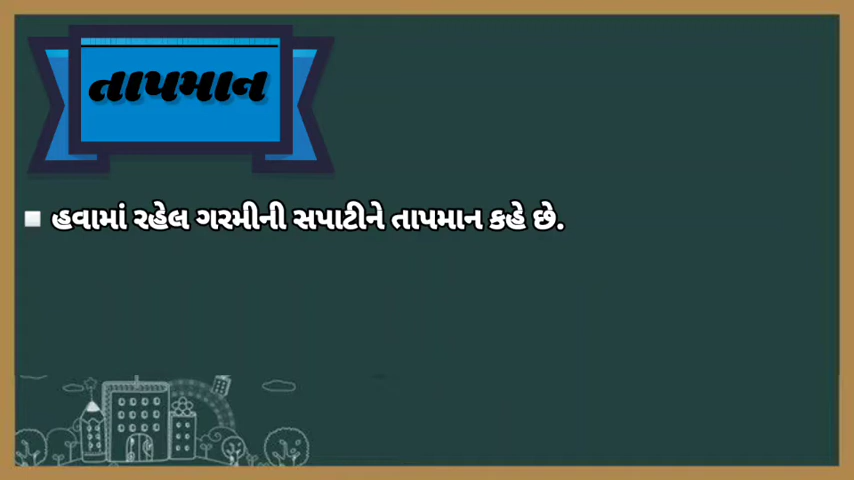 તાપમાન
હવામાં રહેલ ગરમીની સપાટીને તાપમાન કહે છે.